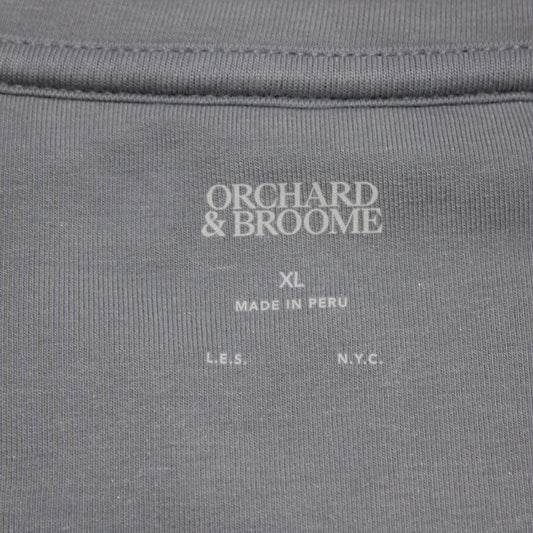 ORCHARD
& BROOME
XL
MADE IN PERU
L.E.S. N.Y.C.